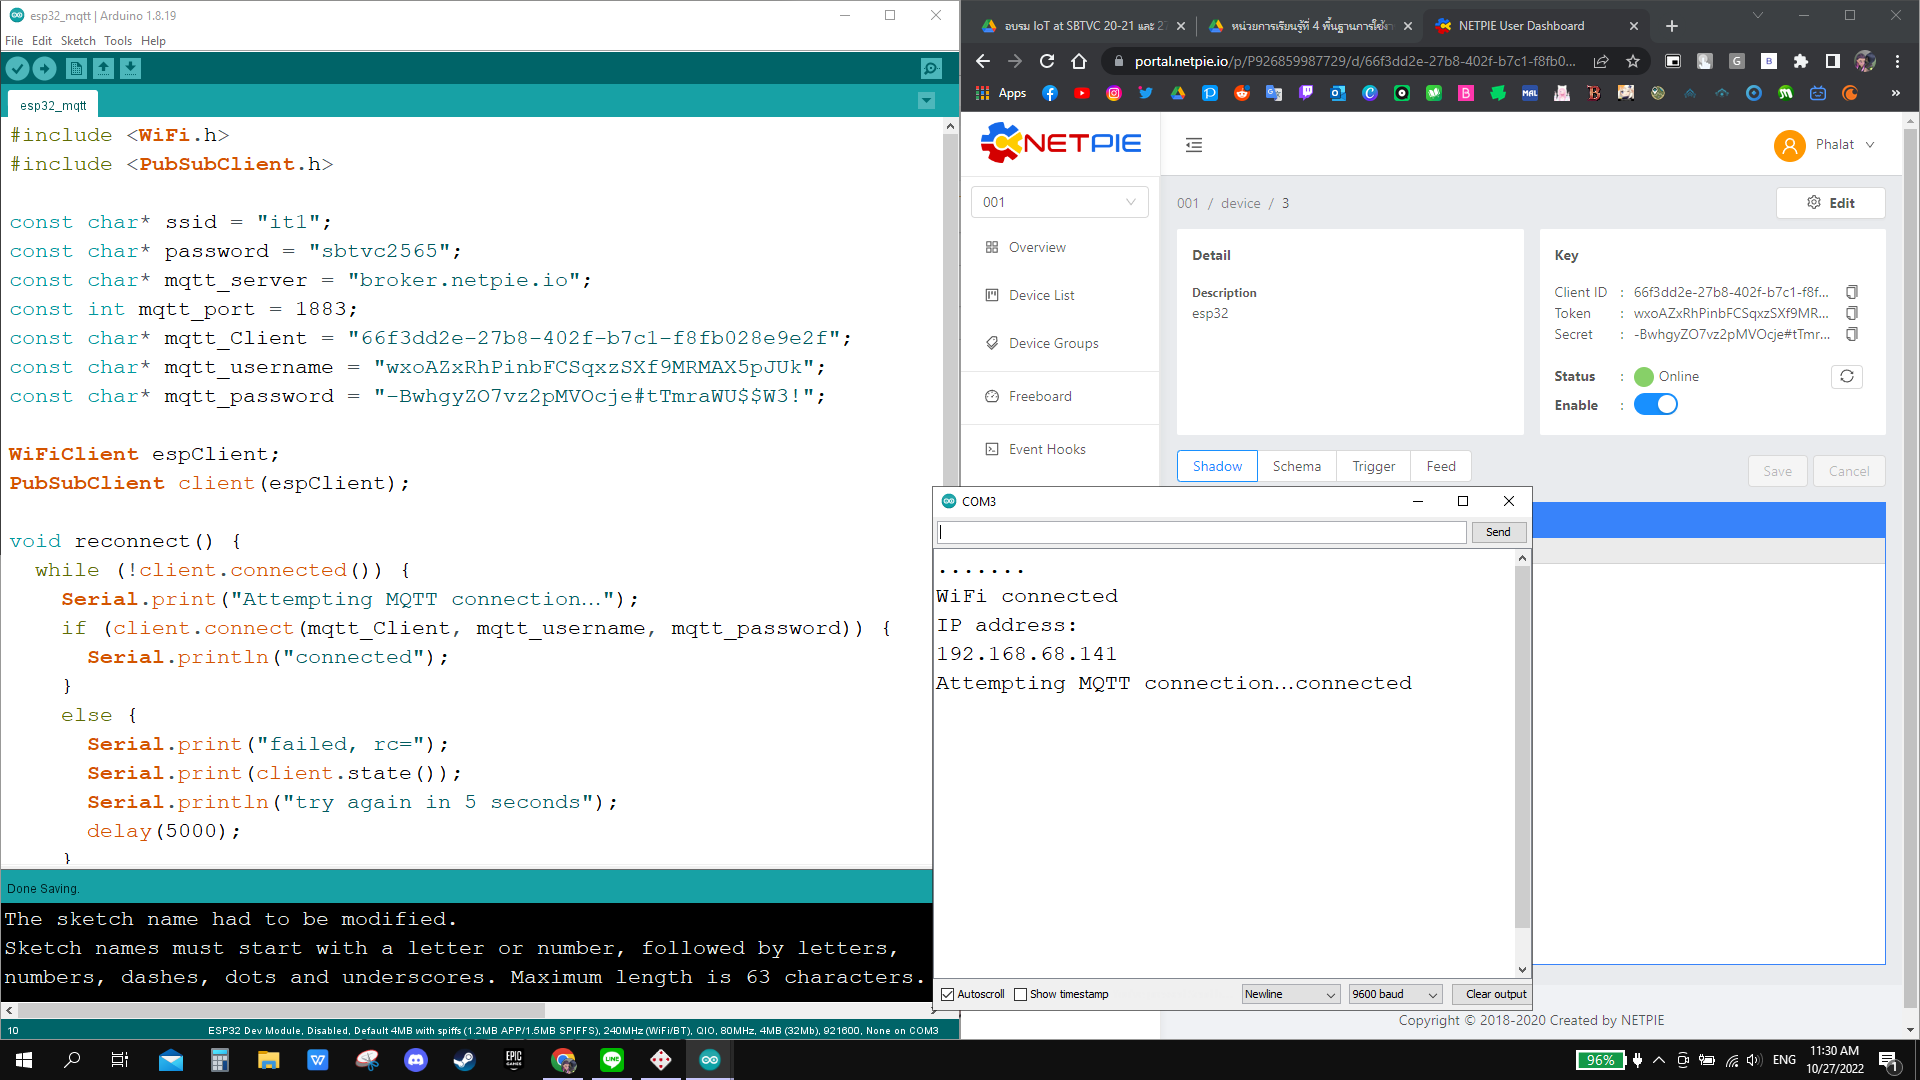 esp32_mqtt | Arduino 1.8.19
File Edit Sketch Tools Help
esp32_mqtt
#include <WiFi.h>
#include <PubSubClient.h>
const char* ssid = "it1";
const char* password = "sbtvc2565";
const char* mqtt_server = "broker.netpie.io";
const int mqtt_port = 1883;
const char* mqtt_Client = "66f3dd2e-27b8-402f-b7c1-f8fb028e9e2f";
const char* mqtt_username = "wxoAZxRhPinbFCSqxzSXf9MRMAX5pJUk";
const char* mqtt_password = "-BwhgyZO7vz2pMVOcje#tTmraWU$$W3!";
WiFiClient espClient;
PubSubClient client(espClient);
void reconnect() {
while (!client.connected()) {
Serial.print("Attempting MQTT connection…");
if (client.connect(mqtt_Client, mqtt_username, mqtt_password)) {
Serial.println("connected");
}
else {
Serial.print("failed, rc=");
Serial.print(client.state());
Serial.println("try again in 5 seconds");
delay(5000);
}
Done Saving.
The sketch name had to be modified.
Sketch names must start with a letter or number, followed by letters,
numbers, dashes, dots and underscores. Maximum length is 63 characters.
10
ESP32 Dev Module, Disabled, Default 4MB with spiffs (1.2MB APP/1.5MB SPIFFS), 240MHz (WiFi/BT), QIO, 80MHz, 4MB (32Mb), 921600, None on COM3
อบรม IoT at SBTVC 20-21 และ 27
หน่วยการเรียนรู้ที่ 4 พื้นฐานการใช้งา
NETPIE User Dashboard
portal.netpie.io/p/P926859987729/d/66f3dd2e-27b8-402f-b7c1-f8fb0...
Apps
NETPIE
Phalat
001
001 / device / 3
Edit
Overview
Device List
Device Groups
Freeboard
Event Hooks
Detail
Description
esp32
Key
Client ID : 66f3dd2e-27b8-402f-b7c1-f8f...
Token : wxoAZxRhPinbFCSqxzSXf9MR...
Secret : -BwhgyZO7vz2pMVOcje#tTmr...
Status : Online
Enable :
Shadow Schema Trigger Feed
Save Cancel
COM3
Send
.......
WiFi connected
IP address:
192.168.68.141
Attempting MQTT connection…connected
Autoscroll Show timestamp
Newline 9600 baud Clear output
Copyright © 2018-2020 Created by NETPIE
96%
ENG
11:30 AM
10/27/2022
1